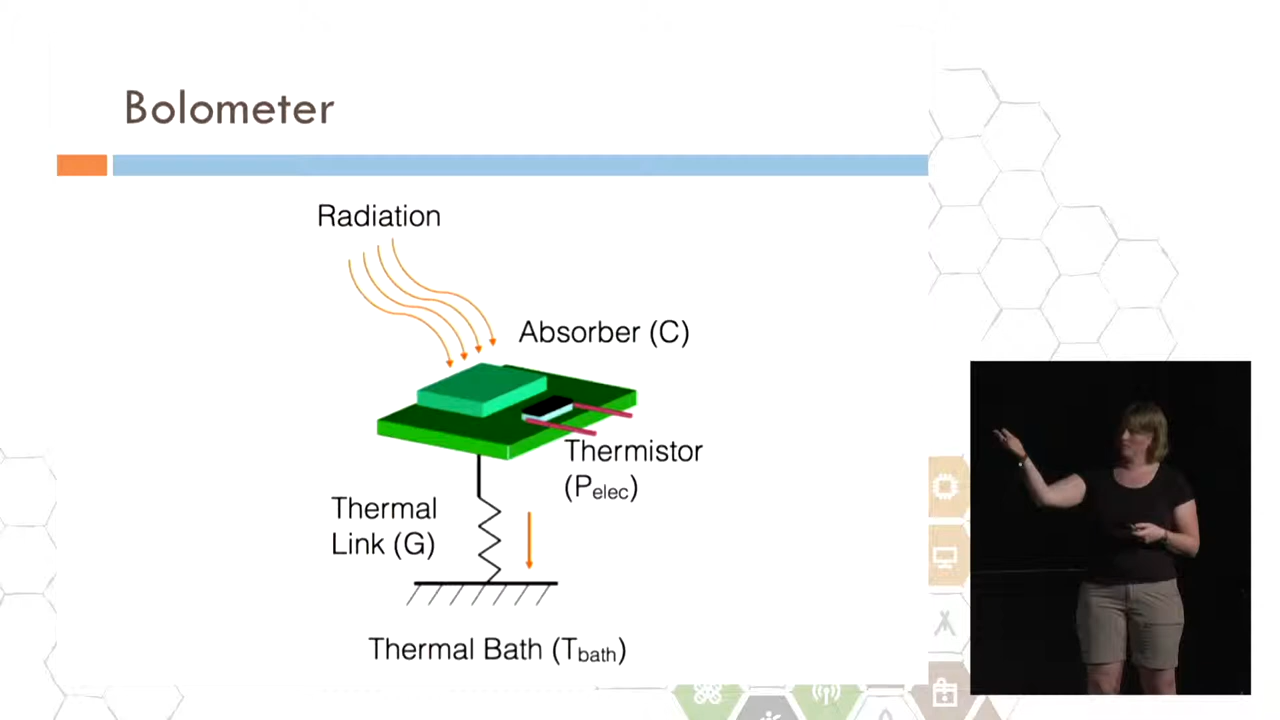 Bolometer
Radiation
Absorber (C)
Thermistor
(Pelec)
Thermal
Link (G)
Thermal Bath (Tbath)